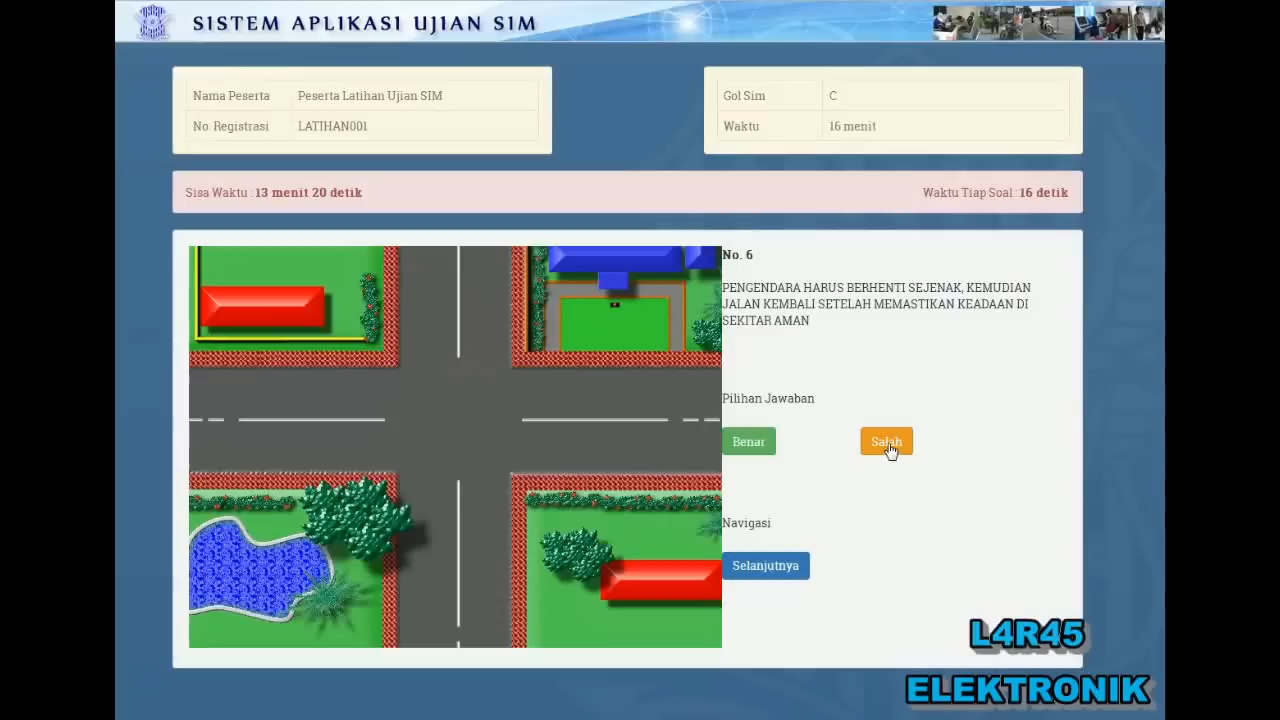 SISTEM APLIKASI UJIAN SIM
Nama Peserta Peserta Latihan Ujian SIM
No. Registrasi LATIHAN001
Gol Sim C
Waktu 16 menit
Sisa Waktu : 13 menit 20 detik
Waktu Tiap Soal : 16 detik
No. 6
PENGENDARA HARUS BERHENTI SEJENAK, KEMUDIAN
JALAN KEMBALI SETELAH MEMASTIKAN KEADAAN DI
SEKITAR AMAN
Pilihan Jawaban
Benar
Salah
Navigasi
Selanjutnya
L4R45
ELEKTRONIK